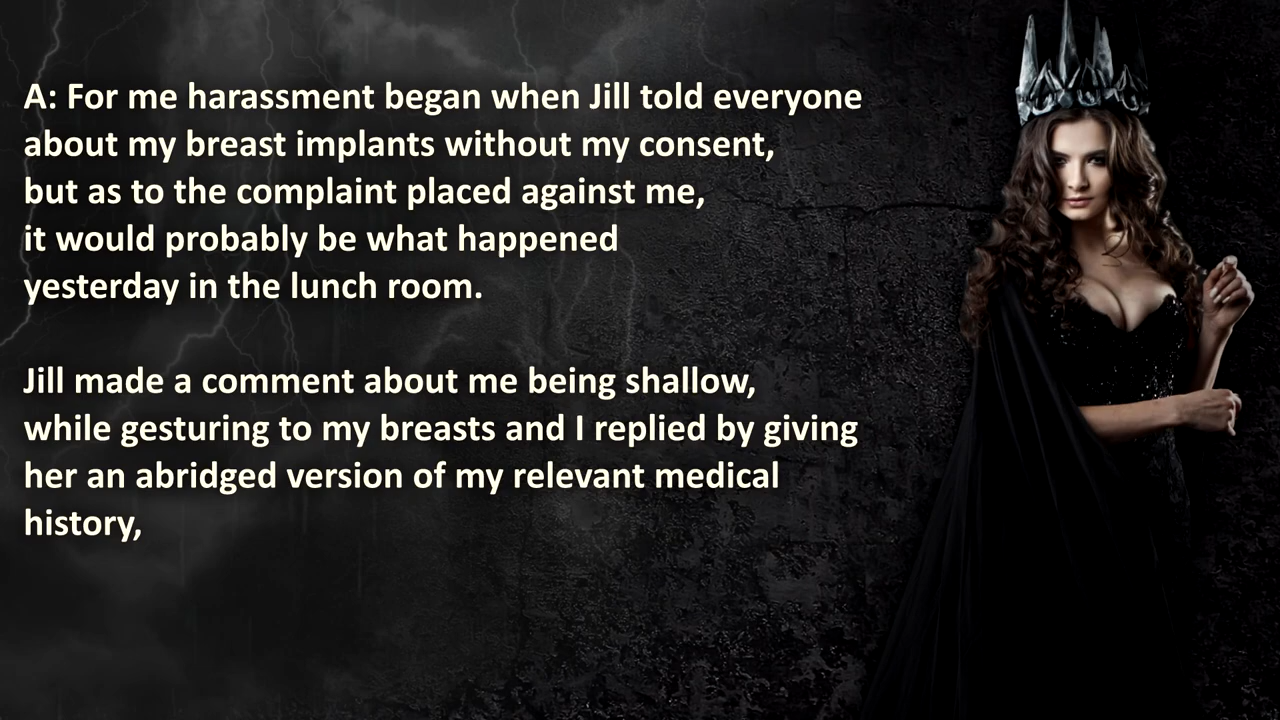 A: For me harassment began when Jill told everyone
about my breast implants without my consent,
but as to the complaint placed against me,
it would probably be what happened
yesterday in the lunch room.
Jill made a comment about me being shallow,
while gesturing to my breasts and I replied by giving
her an abridged version of my relevant medical
history,